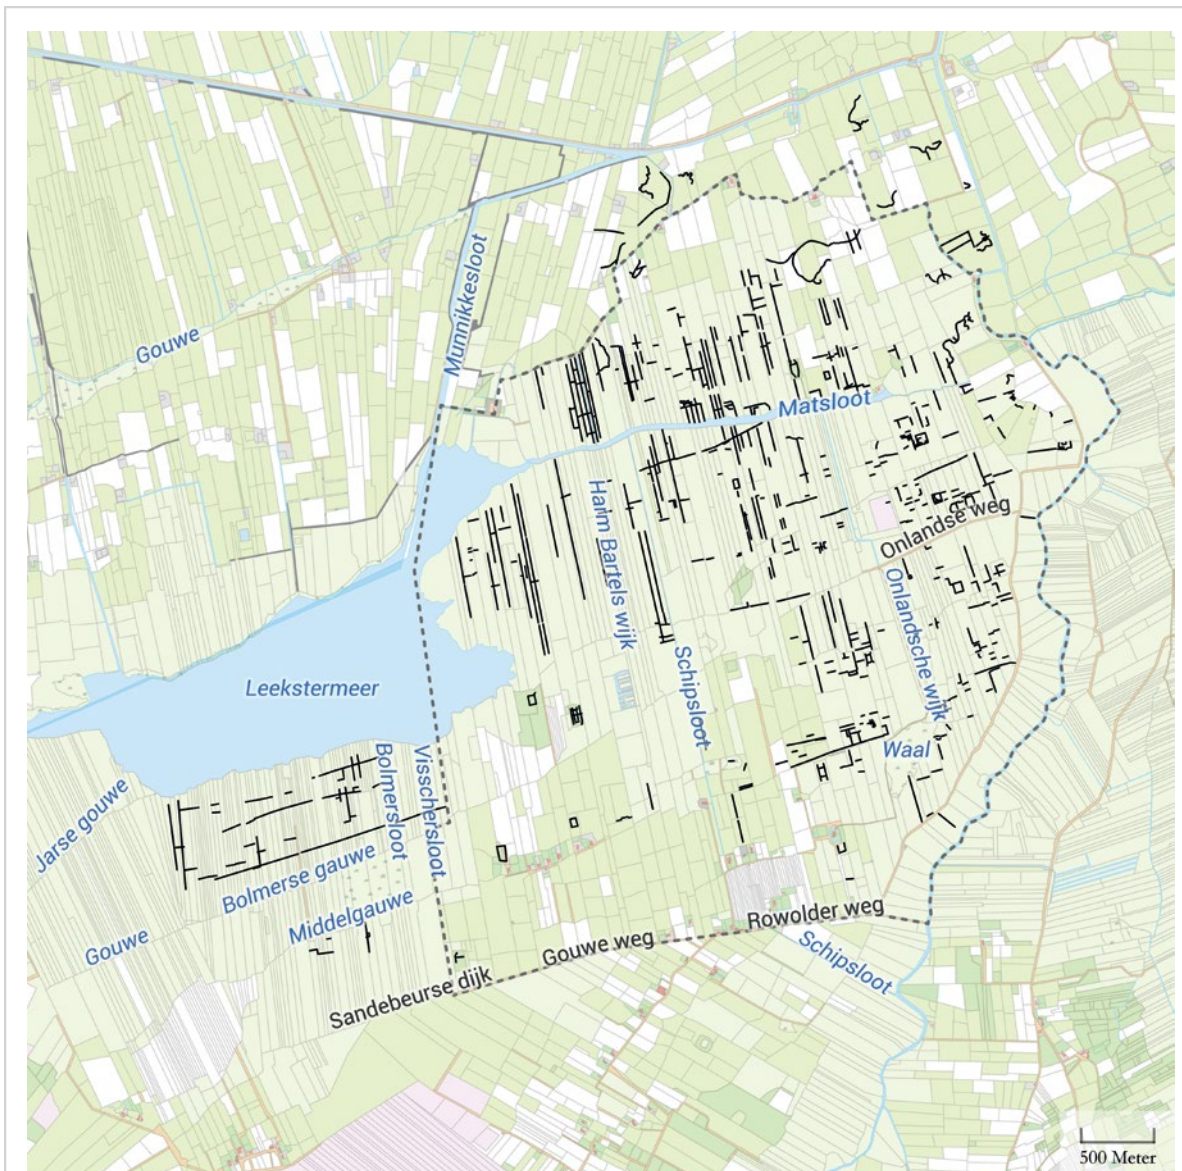 Munnikkesloot
Gouwe
Matsloot
Harm Bartels wijk
Onlandse weg
Onlandsche wijk
Leekstermeer
Schipsloot
Waal
Bolmersloot
Visschersloot
Jarse gouwe
Bolmerse gauwe
Middelgauwe
Rowolder weg
Gouwe
Gouwe weg
Schipsloot
Sandebeurse dijk
500 Meter